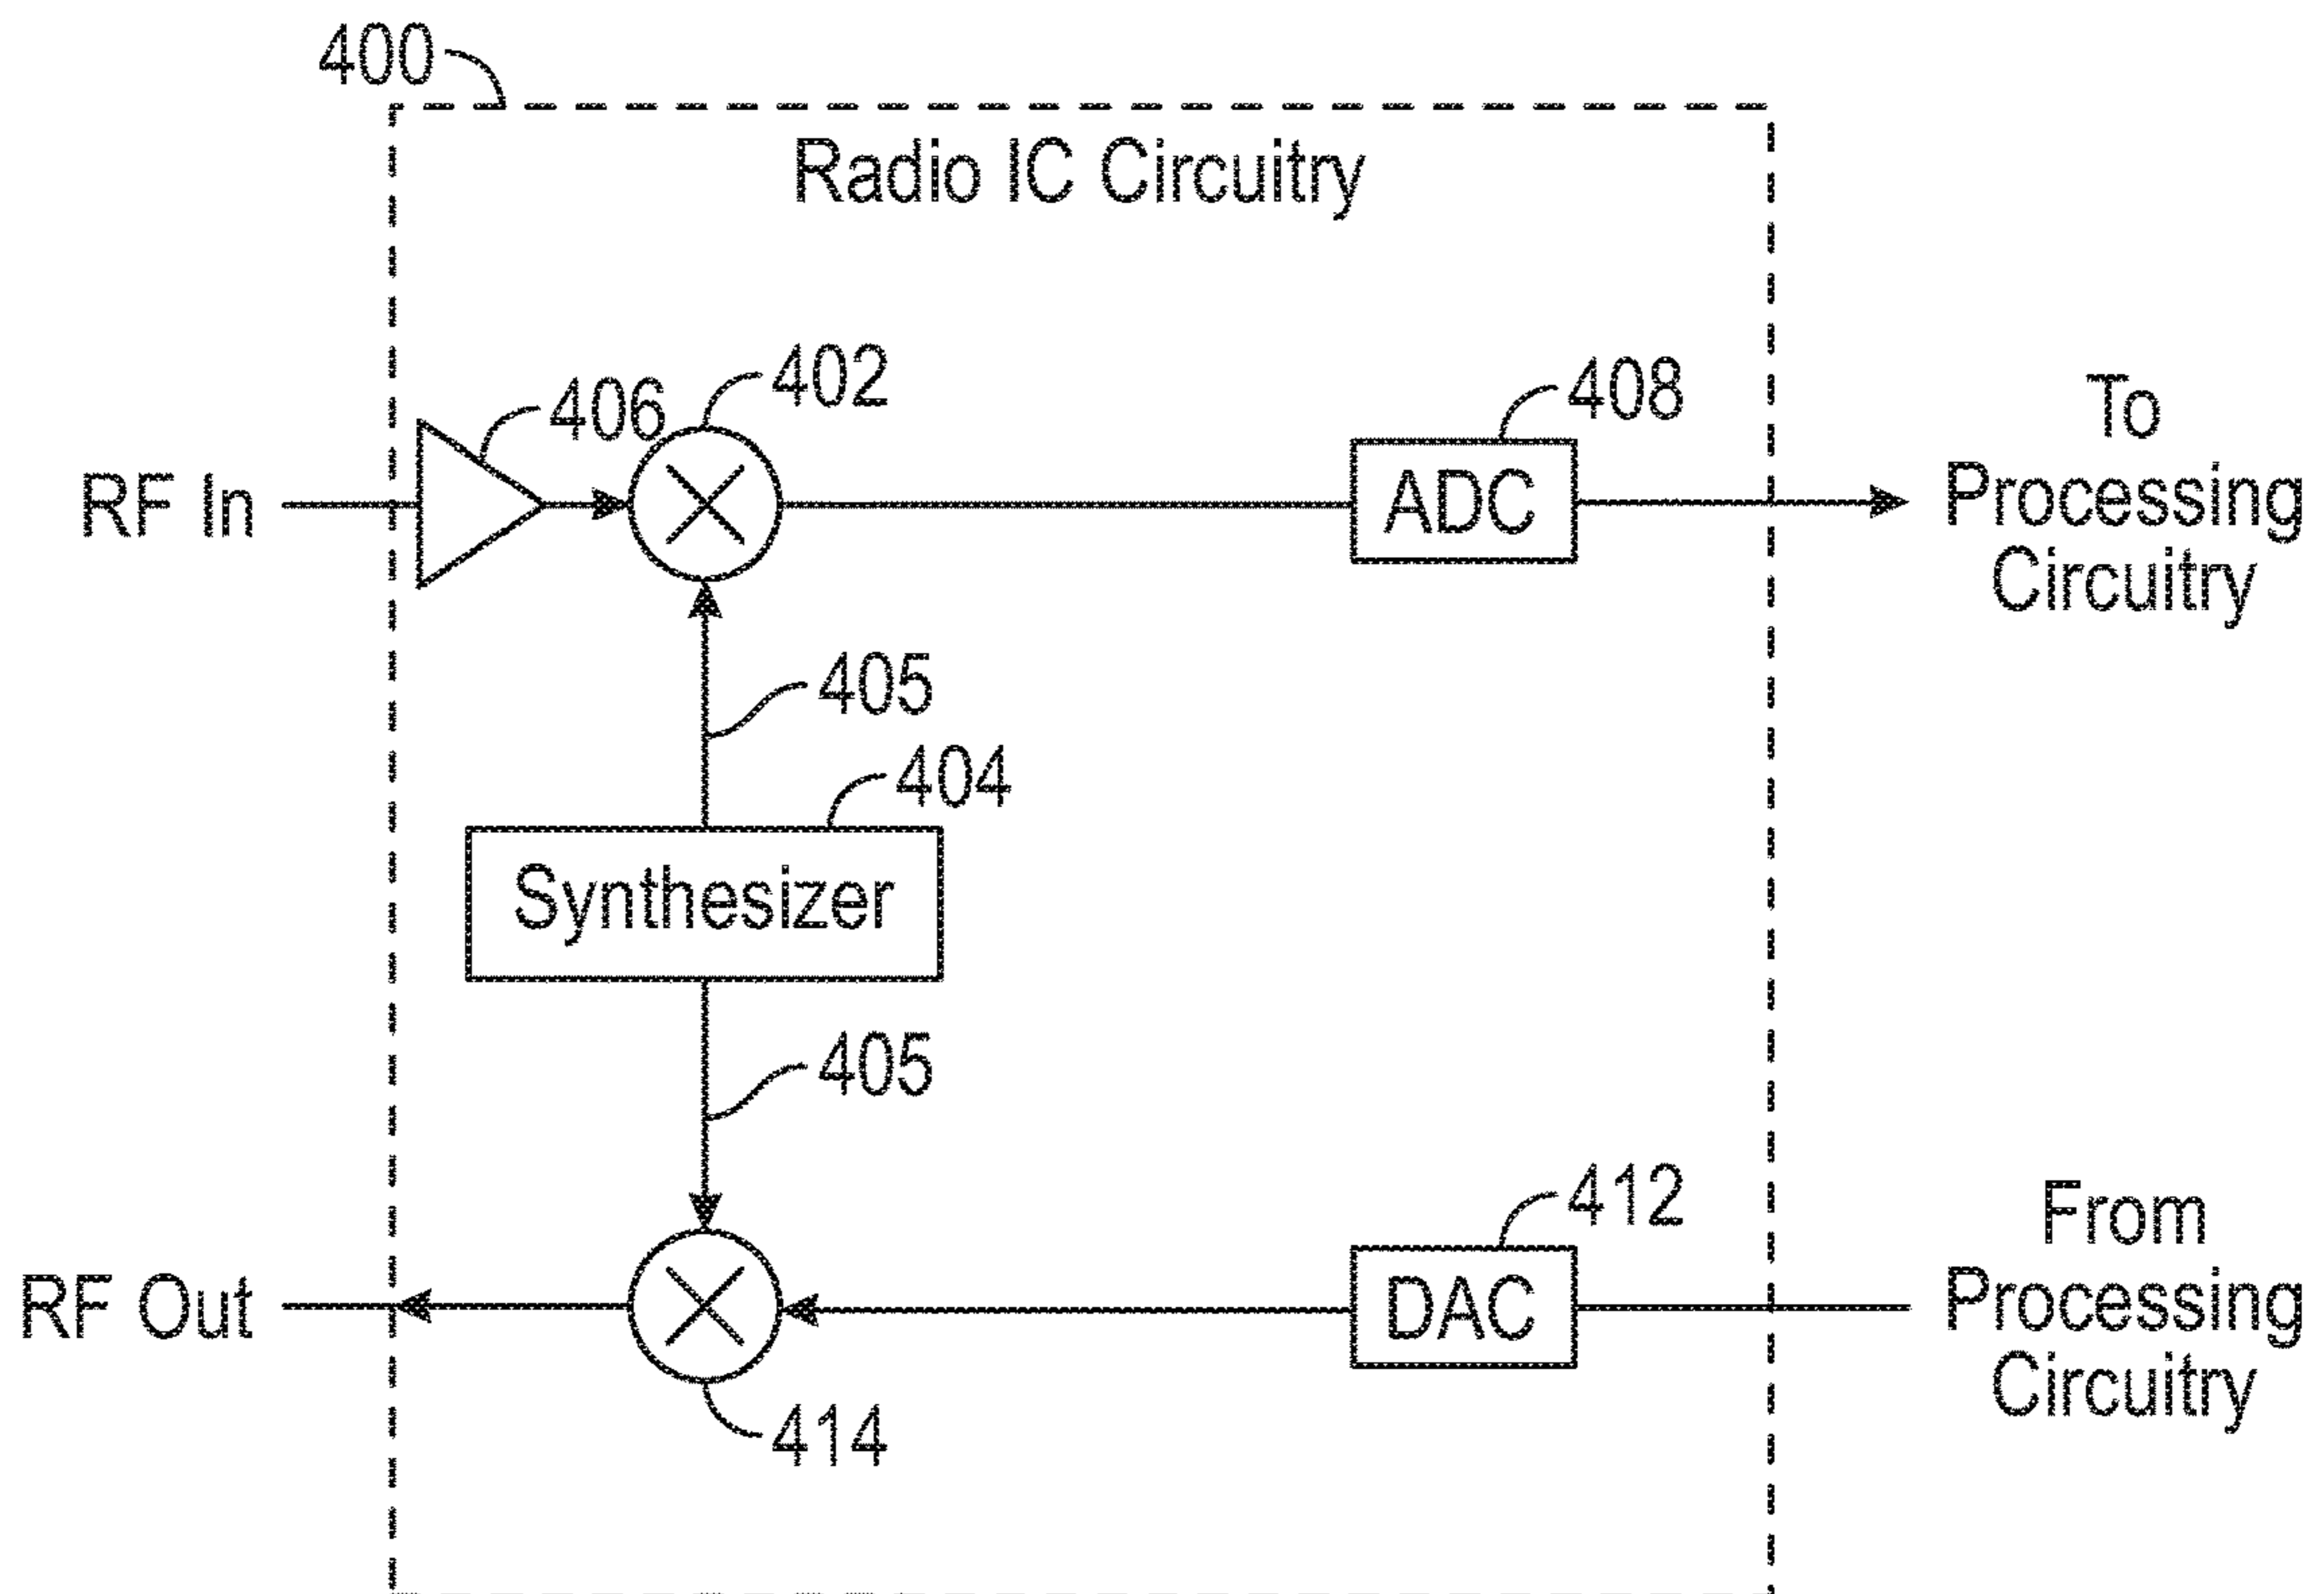 400
Radio IC Circuitry
402
406
408
RF In
ADC
To
Processing
Circuitry
405
404
Synthesizer
405
412
RF Out
DAC
From
Processing
Circuitry
414